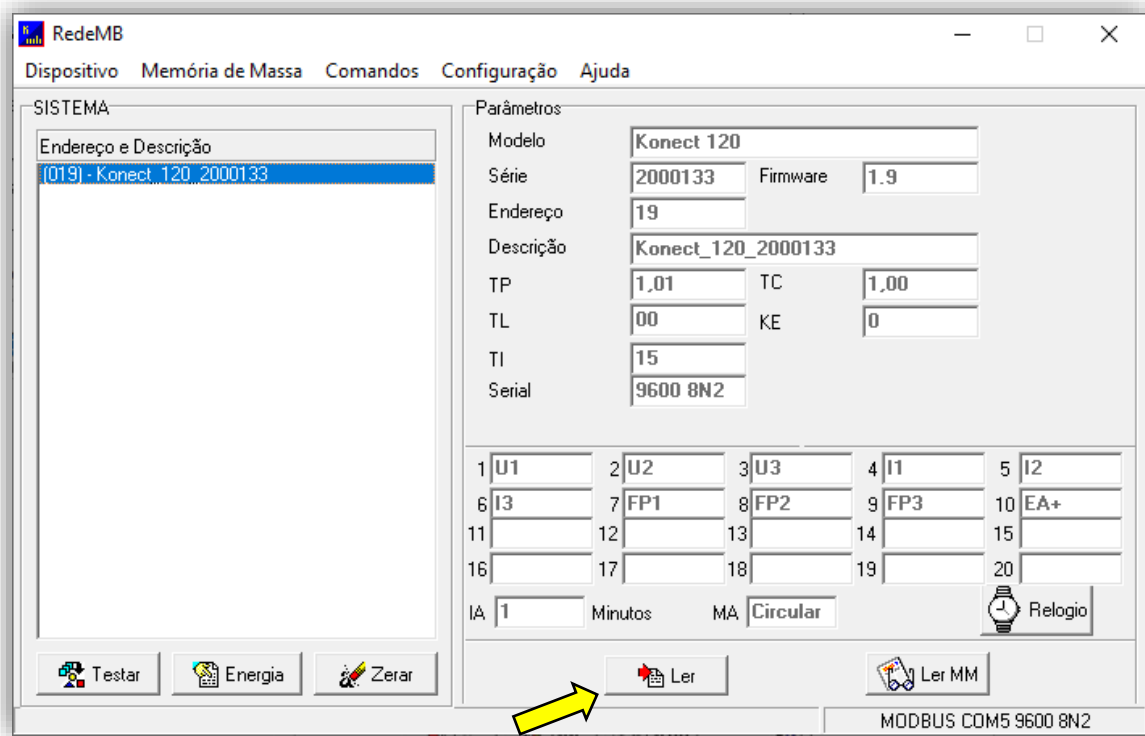 RedeMB
Dispositivo Memória de Massa Comandos Configuração Ajuda
SISTEMA
Endereço e Descrição
(019) - Konect_120_2000133
Parâmetros
Modelo Konect 120
Série 2000133 Firmware 1.9
Endereço 19
Descrição Konect_120_2000133
TP 1,01 TC 1,00
TL 00 KE 0
TI 15
Serial 9600 8N2
1 U1 2 U2 3 U3 4 I1 5 I2
6 I3 7 FP1 8 FP2 9 FP3 10 EA+
11 12 13 14 15
16 17 18 19 20
IA 1 Minutos MA Circular Relogio
Testar Energia Zerar Ler Ler MM
MODBUS COM5 9600 8N2